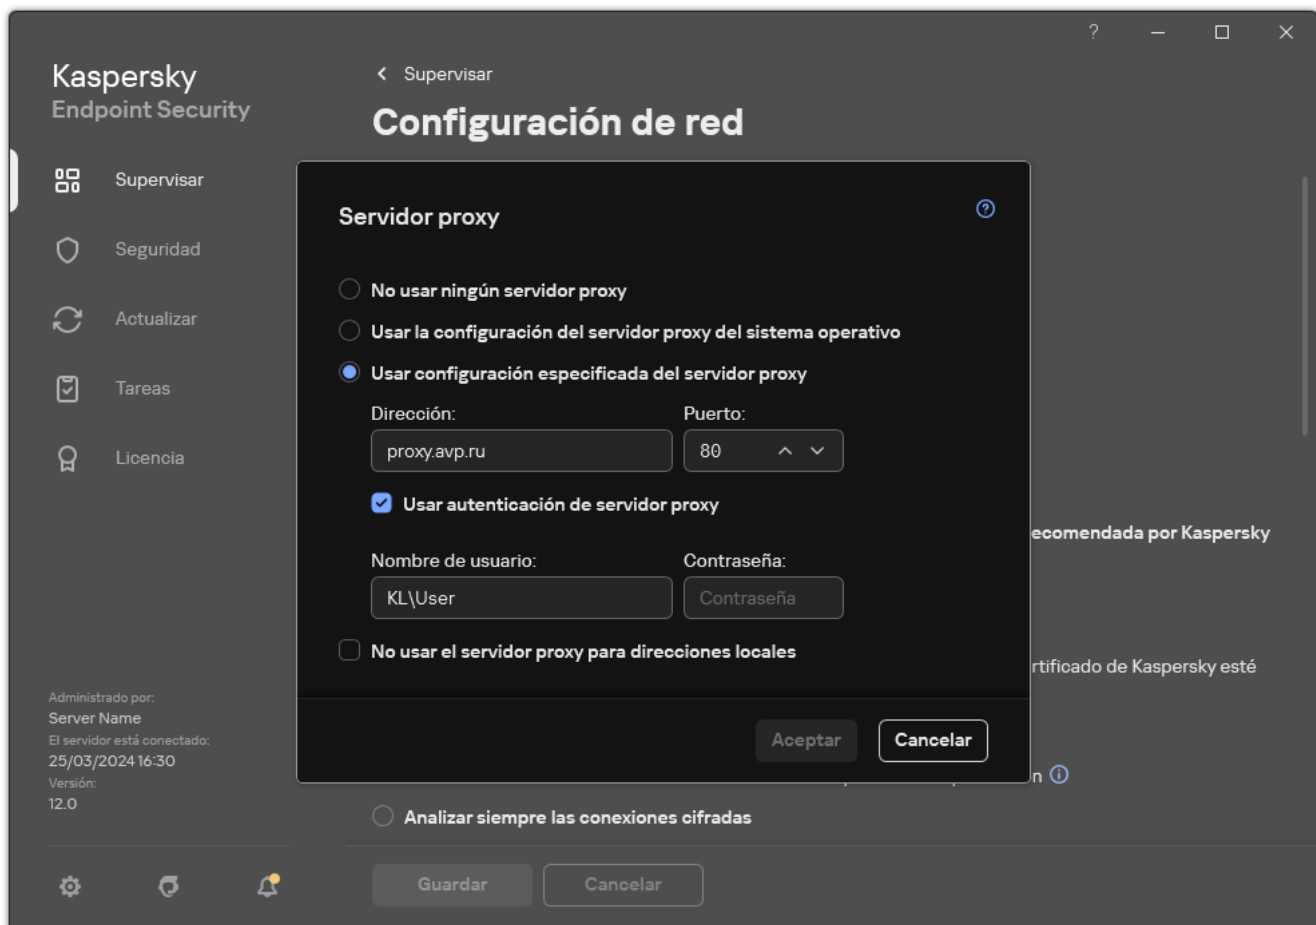 Kaspersky
Endpoint Security
Supervisar
Seguridad
Actualizar
Tareas
Licencia
Administrado por:
Server Name
El servidor está conectado:
25/03/2024 16:30
Versión:
12.0
?
Supervisar
Configuración de red
Servidor proxy
?
No usar ningún servidor proxy
Usar la configuración del servidor proxy del sistema operativo
Usar configuración especificada del servidor proxy
Dirección: Puerto:
proxy.avp.ru 80
Usar autenticación de servidor proxy
Nombre de usuario: Contraseña:
KL\User Contraseña
No usar el servidor proxy para direcciones locales
Aceptar Cancelar
ecomendada por Kaspersky
rtificado de Kaspersky esté
n
Analizar siempre las conexiones cifradas
Guardar Cancelar